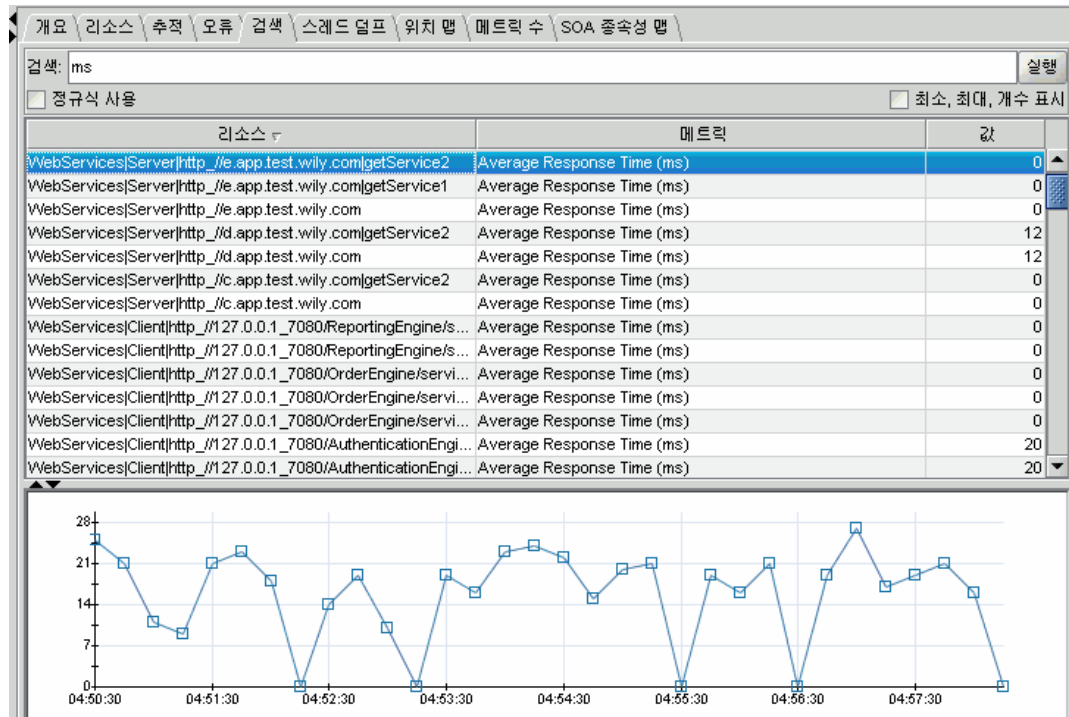 개요 리소스 추적 오류 검색 스레드 덤프 위치 맵 메트릭 수 SOA 종속성 맵
검색: ms 실행
정규식 사용 최소, 최대, 개수 표시
리소스 메트릭 값
WebServices|Server|http_//e.app.test.wily.com|getService2 Average Response Time (ms) 0
WebServices|Server|http_//e.app.test.wily.com|getService1 Average Response Time (ms) 0
WebServices|Server|http_//e.app.test.wily.com Average Response Time (ms) 0
WebServices|Server|http_//d.app.test.wily.com|getService2 Average Response Time (ms) 12
WebServices|Server|http_//d.app.test.wily.com Average Response Time (ms) 12
WebServices|Server|http_//c.app.test.wily.com|getService2 Average Response Time (ms) 0
WebServices|Server|http_//c.app.test.wily.com Average Response Time (ms) 0
WebServices|Client|http_//127.0.0.1_7080/ReportingEngine/s... Average Response Time (ms) 0
WebServices|Client|http_//127.0.0.1_7080/ReportingEngine/s... Average Response Time (ms) 0
WebServices|Client|http_//127.0.0.1_7080/OrderEngine/servi... Average Response Time (ms) 0
WebServices|Client|http_//127.0.0.1_7080/OrderEngine/servi... Average Response Time (ms) 0
WebServices|Client|http_//127.0.0.1_7080/OrderEngine/servi... Average Response Time (ms) 0
WebServices|Client|http_//127.0.0.1_7080/AuthenticationEngi... Average Response Time (ms) 20
WebServices|Client|http_//127.0.0.1_7080/AuthenticationEngi... Average Response Time (ms) 20
28
21
14
7
0
04:50:30 04:51:30 04:52:30 04:53:30 04:54:30 04:55:30 04:56:30 04:57:30